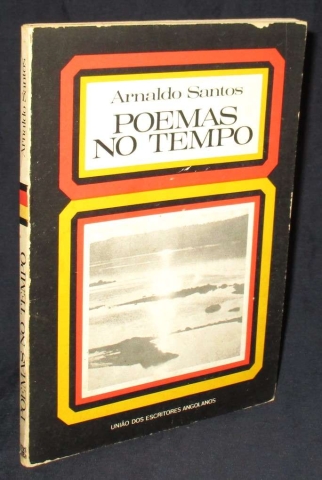 Arnaldo Santos
POEMAS
NO TEMPO
UNIÃO DOS ESCRITORES ANGOLANOS
Arnaldo Santos
POEMAS NO TEMPO